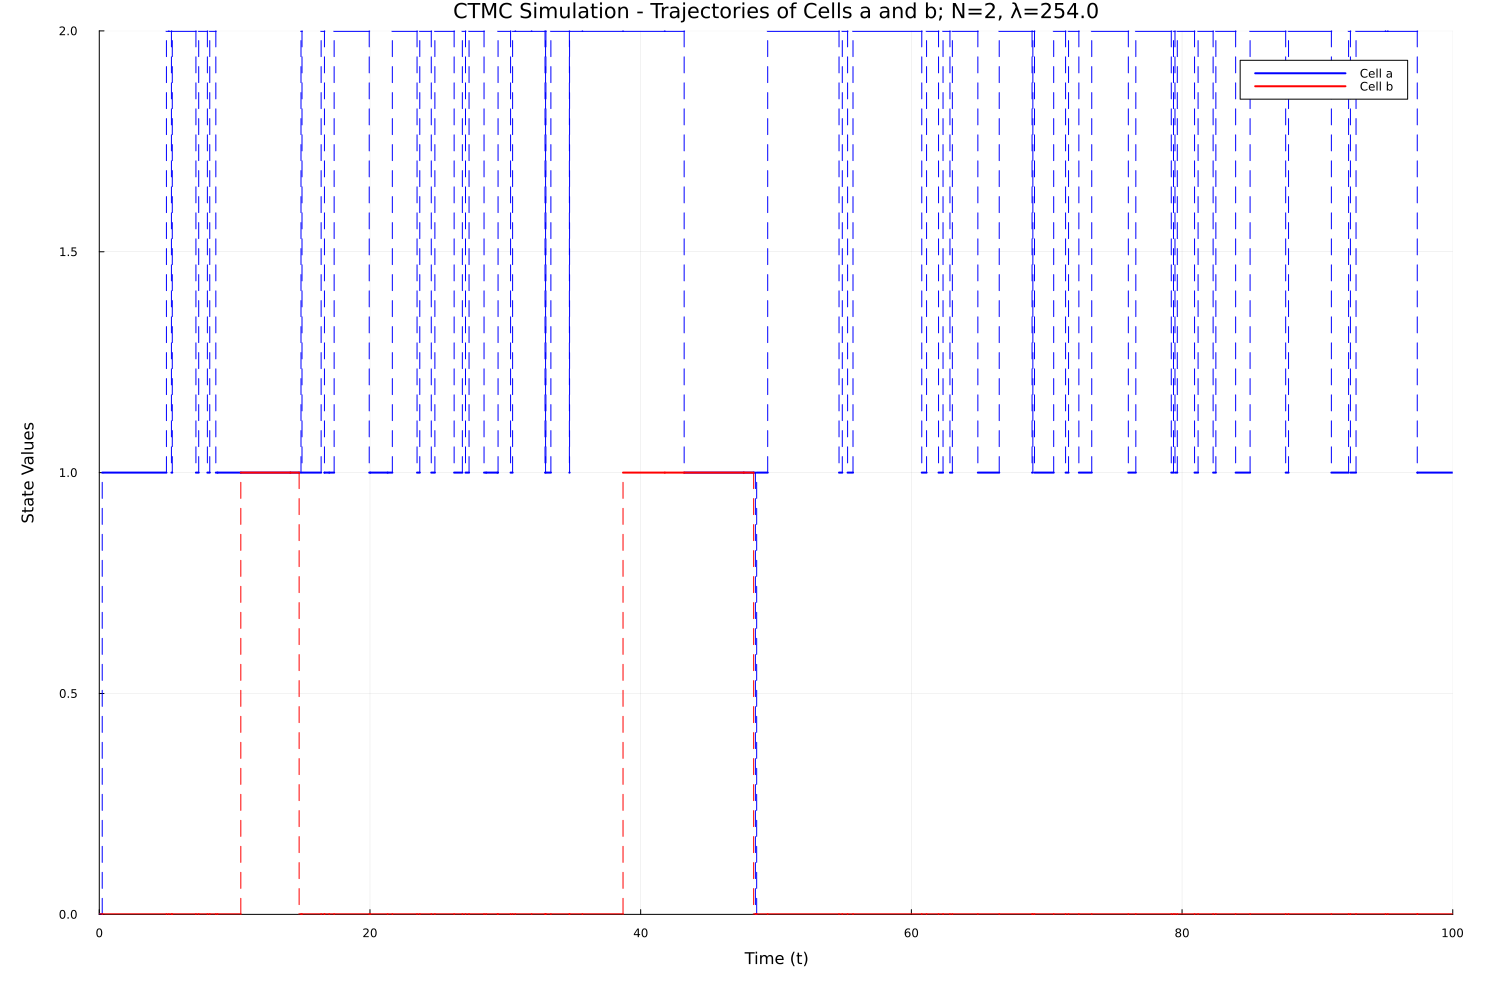 CTMC Simulation - Trajectories of Cells a and b; N=2, λ=254.0
2.0
Cell a
Cell b
1.5
1.0
State Values
0.5
0.0
0 20 40 60 80 100
Time (t)